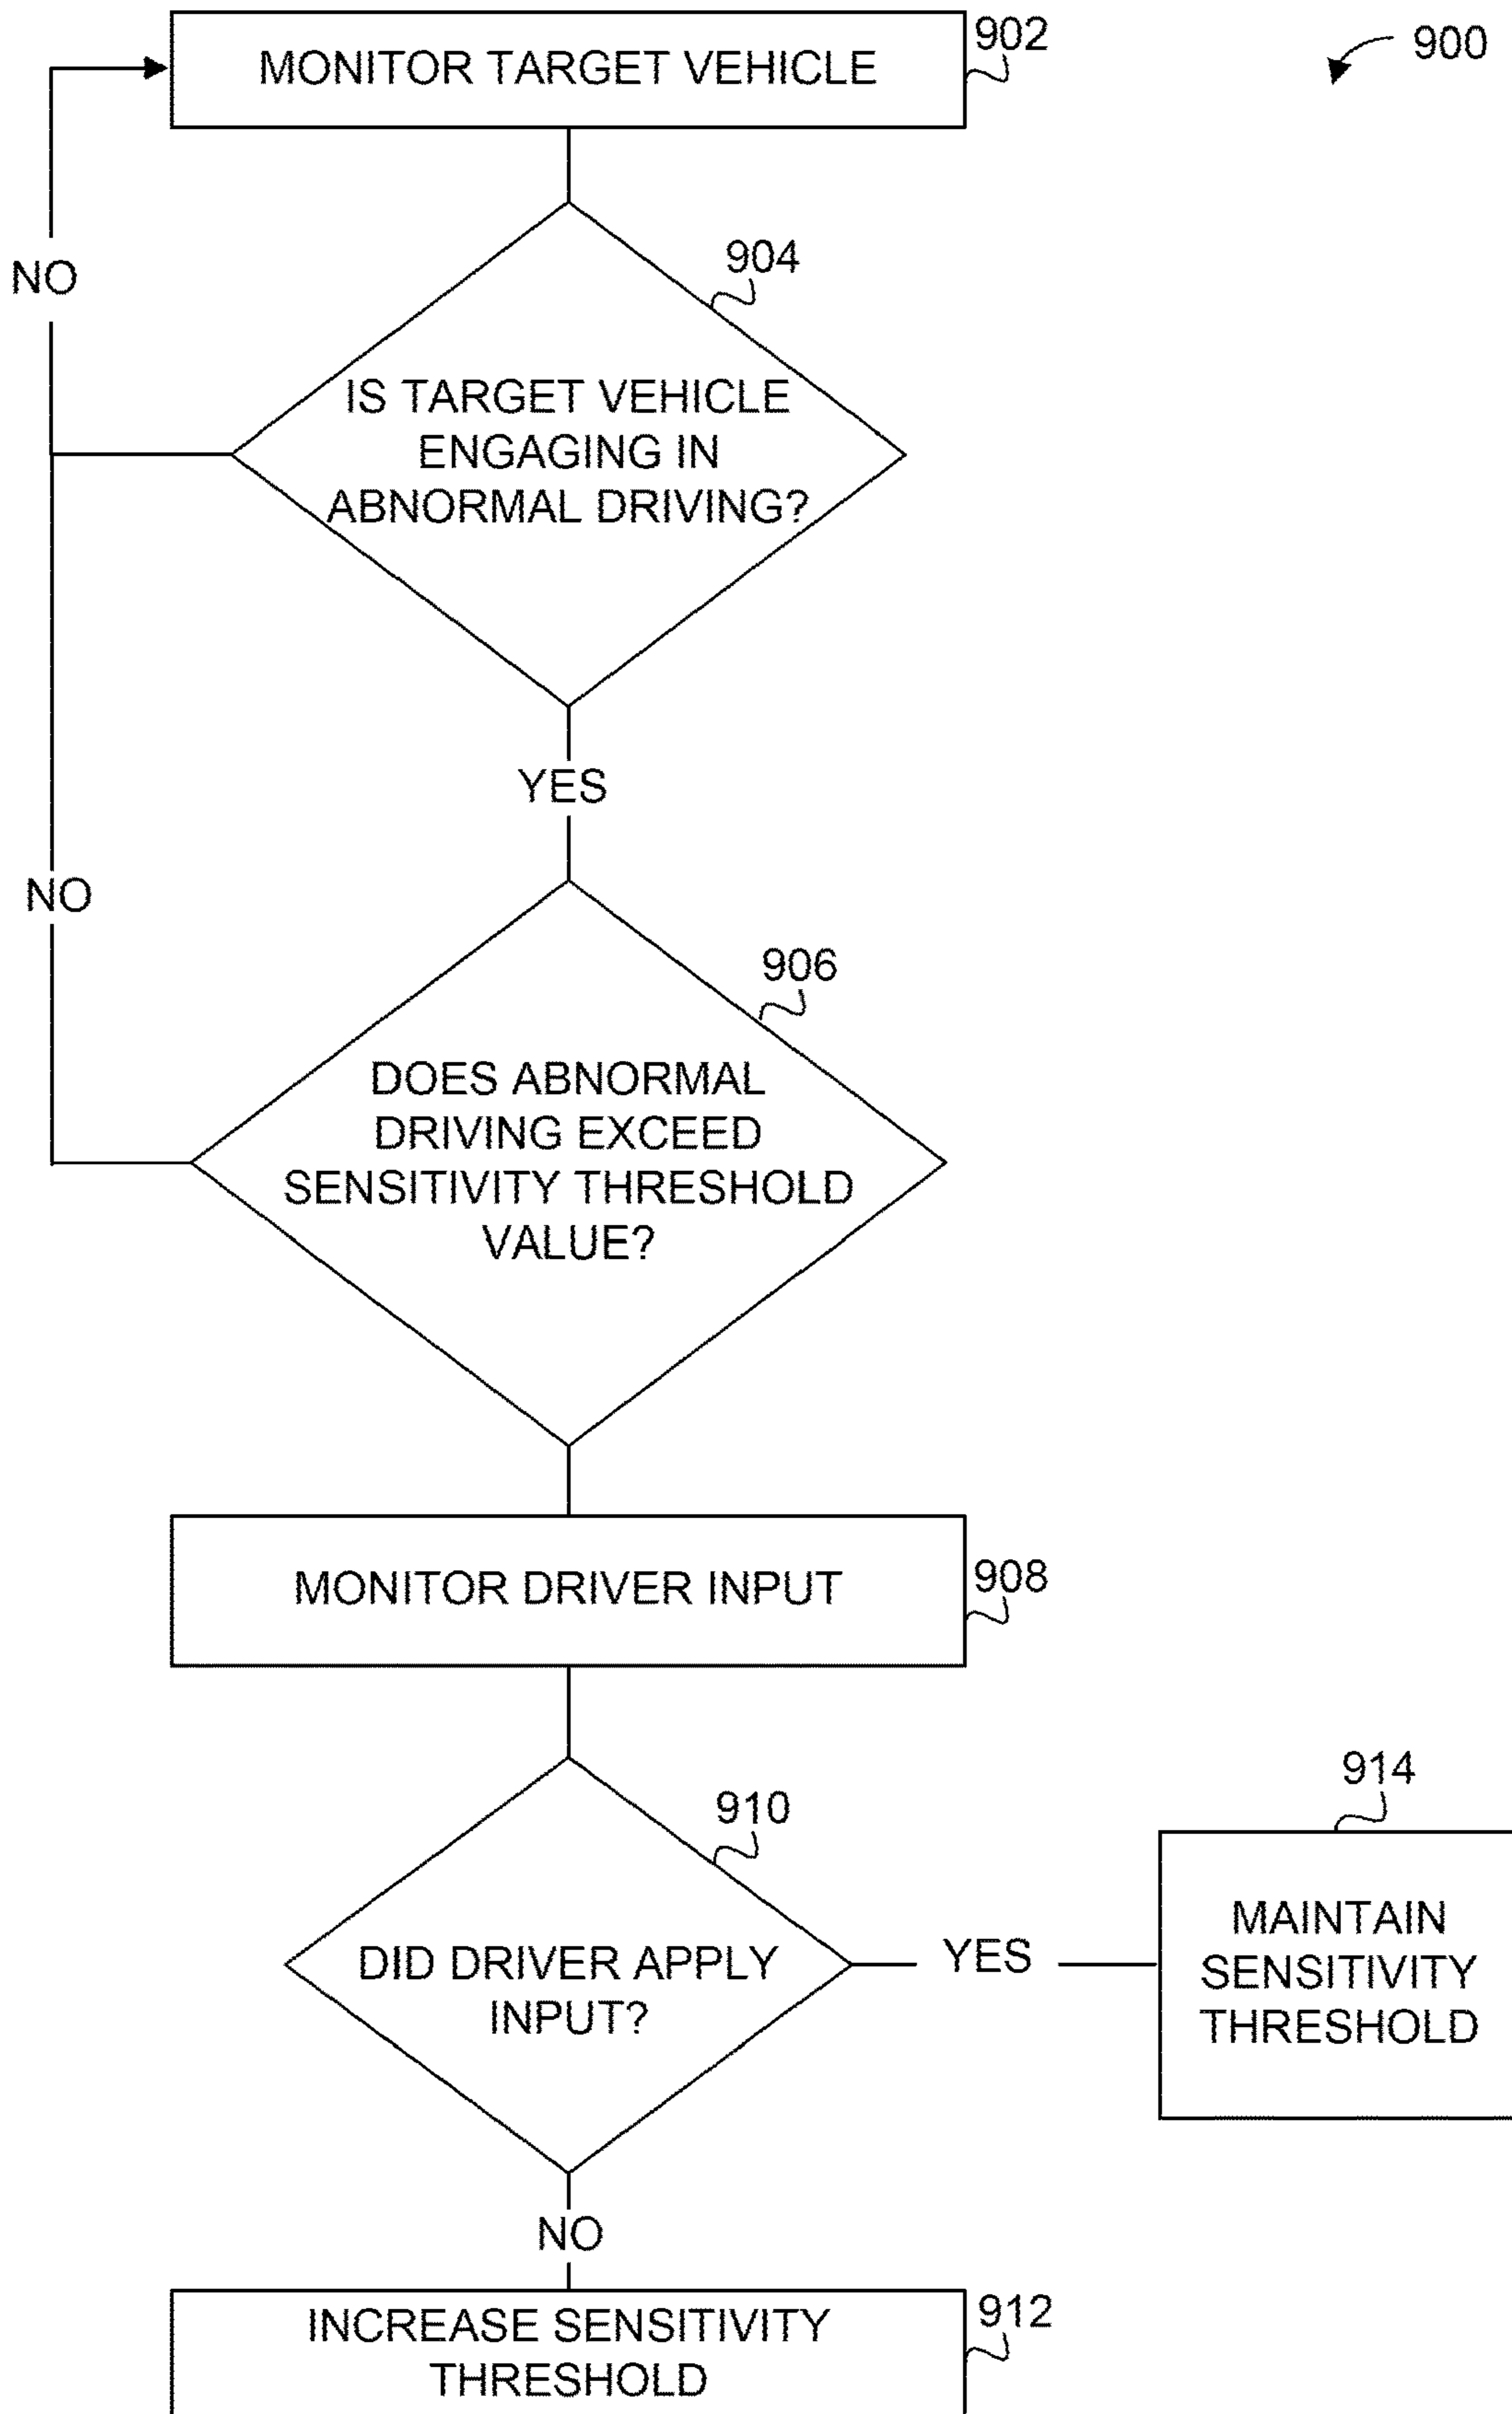 MONITOR TARGET VEHICLE
902
900
NO
904
IS TARGET VEHICLE
ENGAGING IN
ABNORMAL DRIVING?
YES
NO
906
DOES ABNORMAL
DRIVING EXCEED
SENSITIVITY THRESHOLD
VALUE?
MONITOR DRIVER INPUT
908
910
DID DRIVER APPLY
INPUT?
YES
914
MAINTAIN
SENSITIVITY
THRESHOLD
NO
INCREASE SENSITIVITY
THRESHOLD
912